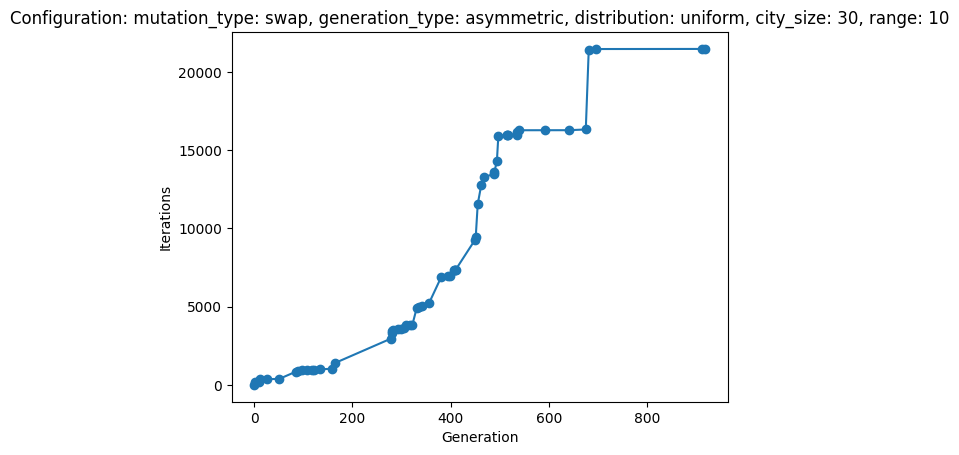 Configuration: mutation_type: swap, generation_type: asymmetric, distribution: uniform, city_size: 30, range: 10
20000
15000
10000
5000
0
Iterations
0 200 400 600 800
Generation